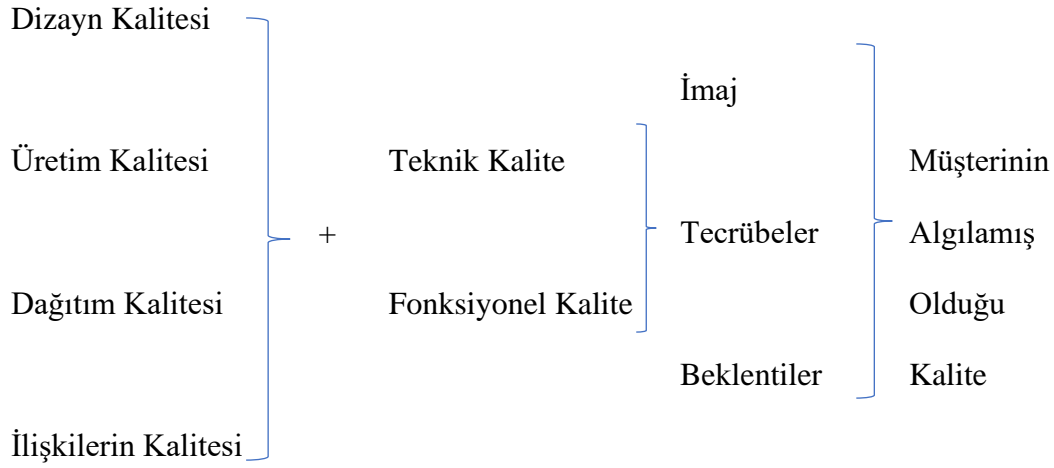 Dizayn Kalitesi
İmaj
Üretim Kalitesi Teknik Kalite Müşterinin
+ Tecrübeler Algılamış
Dağıtım Kalitesi Fonksiyonel Kalite Olduğu
Beklentiler Kalite
İlişkilerin Kalitesi